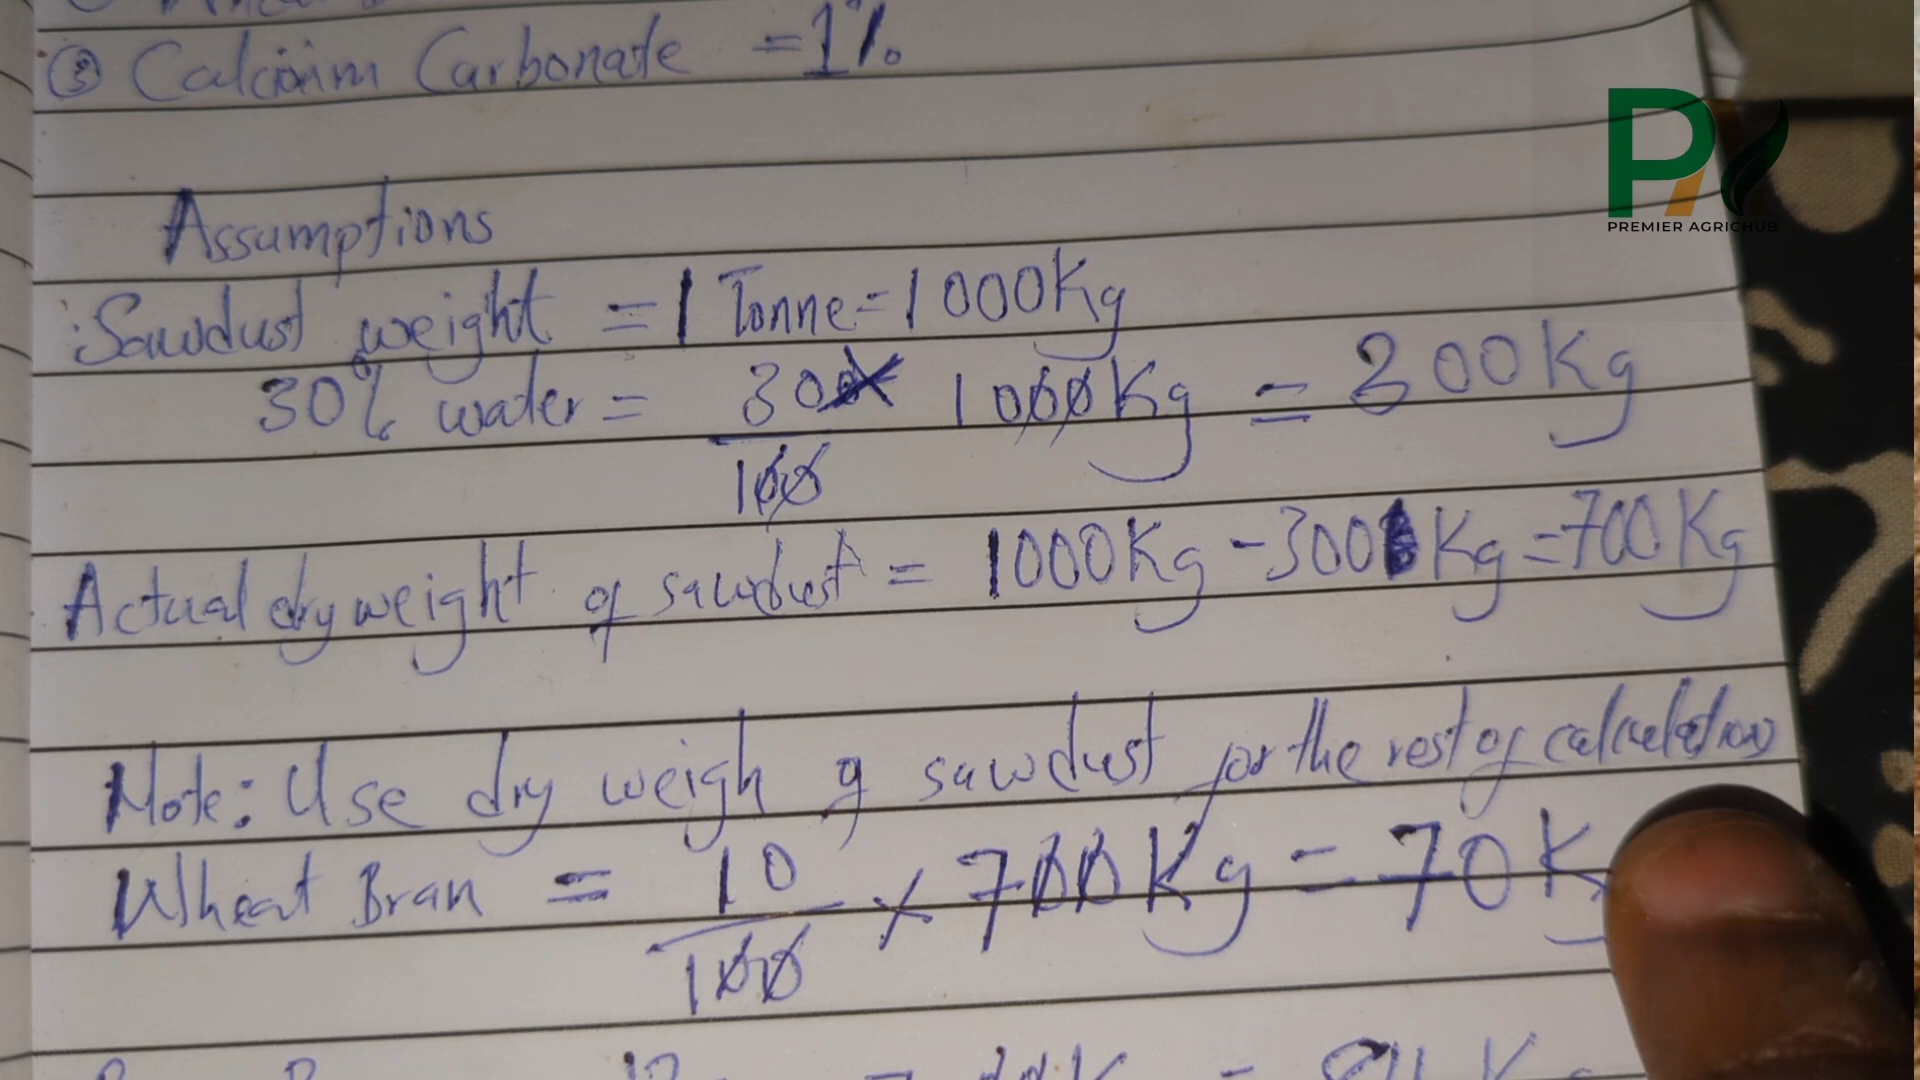 ③ Calcium Carbonate = 1%
PREMIER AGRICHUB
Assumptions
Sawdust weight = 1 Tonne = 1000Kg
30% water = 30 1000Kg = 300Kg
100
Actual dry weight of sawdust = 1000Kg - 300 Kg = 700Kg
Note: Use dry weigh of sawdust for the rest of calculations
Wheat Bran = 10 × 700Kg = 70K
100